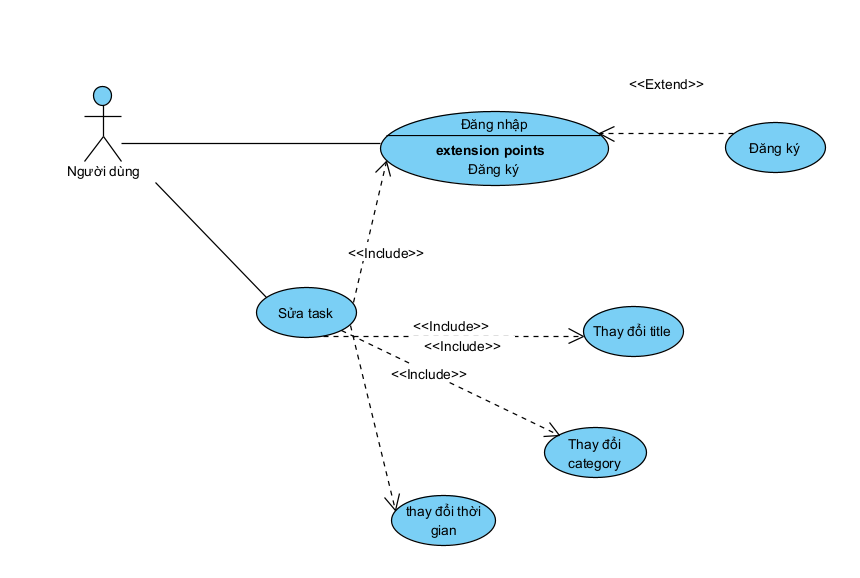 <<Extend>>
Đăng nhập
extension points
Đăng ký
Đăng ký
Người dùng
<<Include>>
Sửa task
<<Include>>
Thay đổi title
<<Include>>
<<Include>>
Thay đổi
category
thay đổi thời
gian